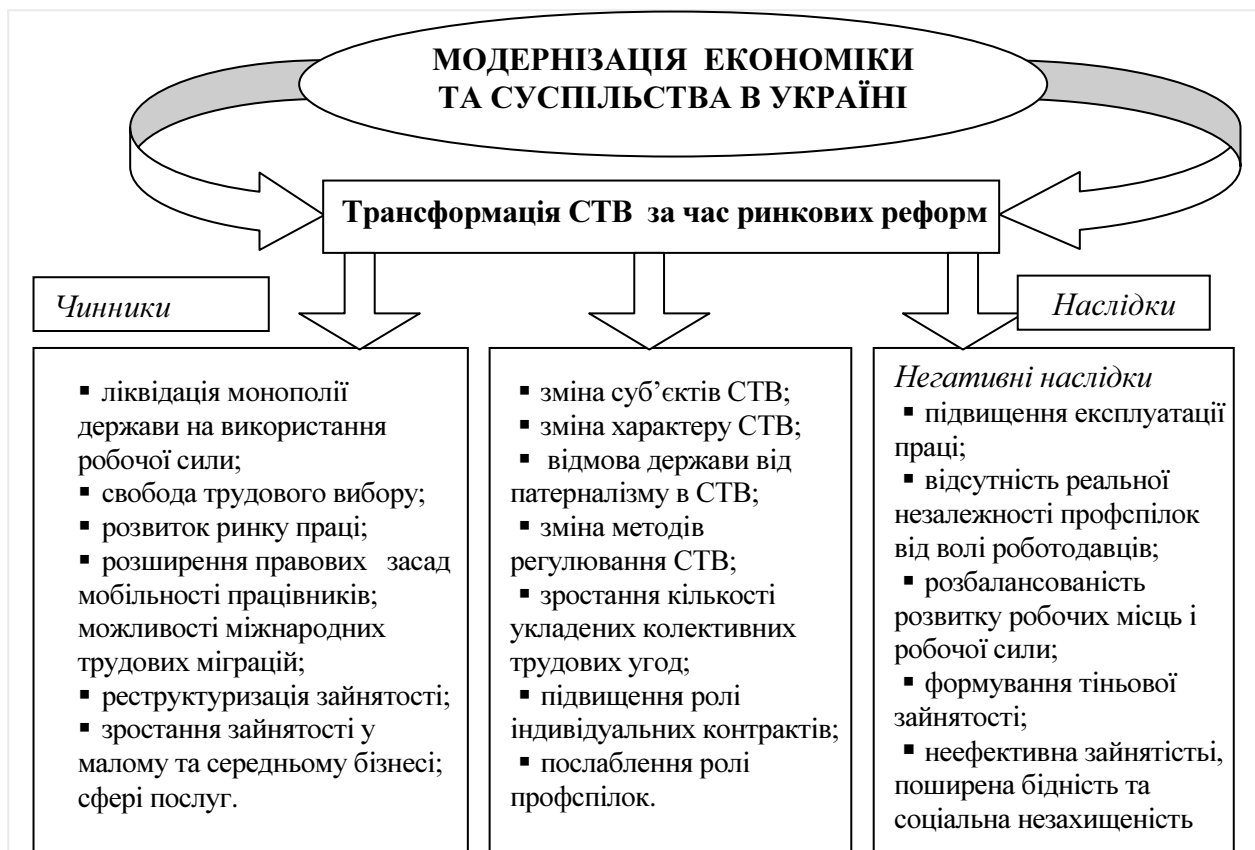 МОДЕРНІЗАЦІЯ ЕКОНОМІКИ
ТА СУСПІЛЬСТВА В УКРАЇНІ
Трансформація СТВ за час ринкових реформ
Чинники
Наслідки
▪ ліквідація монополії
держави на використання
робочої сили;
▪ свобода трудового вибору;
▪ розвиток ринку праці;
▪ розширення правових засад
мобільності працівників;
можливості міжнародних
трудових міграцій;
▪ реструктуризація зайнятості;
▪ зростання зайнятості у
малому та середньому бізнесі;
сфері послуг.
▪ зміна суб’єктів СТВ;
▪ зміна характеру СТВ;
▪ відмова держави від
патерналізму в СТВ;
▪ зміна методів
регулювання СТВ;
▪ зростання кількості
укладених колективних
трудових угод;
▪ підвищення ролі
індивідуальних контрактів;
▪ послаблення ролі
профспілок.
Негативні наслідки
▪ підвищення експлуатації
праці;
▪ відсутність реальної
незалежності профспілок
від волі роботодавців;
▪ розбалансованість
розвитку робочих місць і
робочої сили;
▪ формування тіньової
зайнятості;
▪ неефективна зайнятістьі,
поширена бідність та
соціальна незахищеність